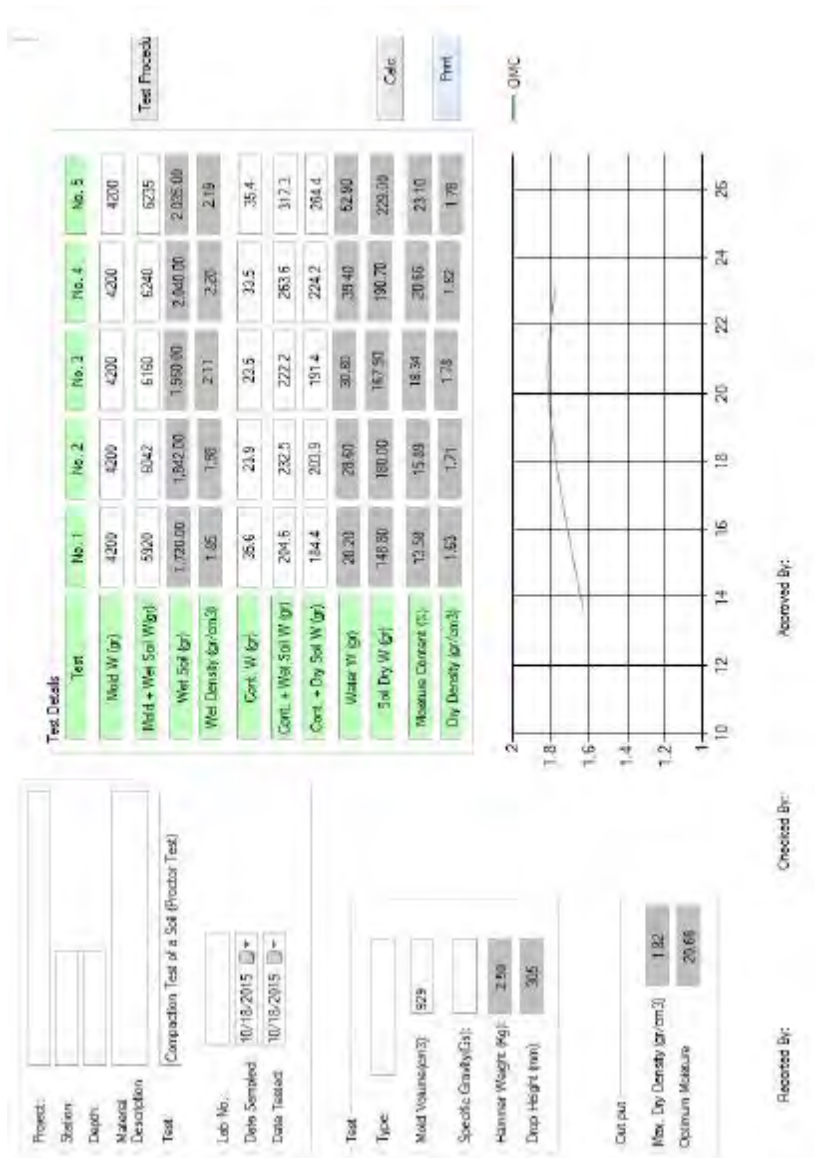 Project:
Station:
Depth:
Material Description
Test Compaction Test of a Soil (Proctor Test)
Lab No.:
Date Sampled: 10/18/2015
Date Tested: 10/18/2015
Test
Type:
Mold Volume(cm3): 929
Specific Gravity(Gs):
Hammer Weight (Kg): 2.50
Drop Height (mm): 305
Out put
Max. Dry Density (gr/cm3) 1.82
Optimum Moisture 20.66
Test Details
Test No. 1 No. 2 No. 3 No. 4 No. 5
Mold W (gr) 4200 4200 4200 4200 4200
Mold + Wet Soil W(gr) 5920 6042 6160 6240 6235
Wet Soil (gr) 1,720.00 1,842.00 1,960.00 2,040.00 2,035.00
Wet Density (gr/cm3) 1.85 1.98 2.11 2.20 2.19
Cont. W (gr) 35.6 23.9 23.5 33.5 35.4
Cont. + Wet Soil W (gr) 204.6 232.5 222.2 263.6 317.3
Cont. + Dry Soil W (gr) 184.4 203.9 191.4 224.2 264.4
Water W (gr) 20.20 28.60 30.80 39.40 52.90
Soil Dry W (gr) 148.80 180.00 167.90 190.70 229.00
Moisture Content (%) 13.58 15.89 18.34 20.66 23.10
Dry Density (gr/cm3) 1.63 1.71 1.78 1.82 1.78
Test Procedu
Calc.
Print
OMC
2
1.8
1.6
1.4
1.2
1
10 12 14 16 18 20 22 24 26
Reported By: Checked By: Approved By: